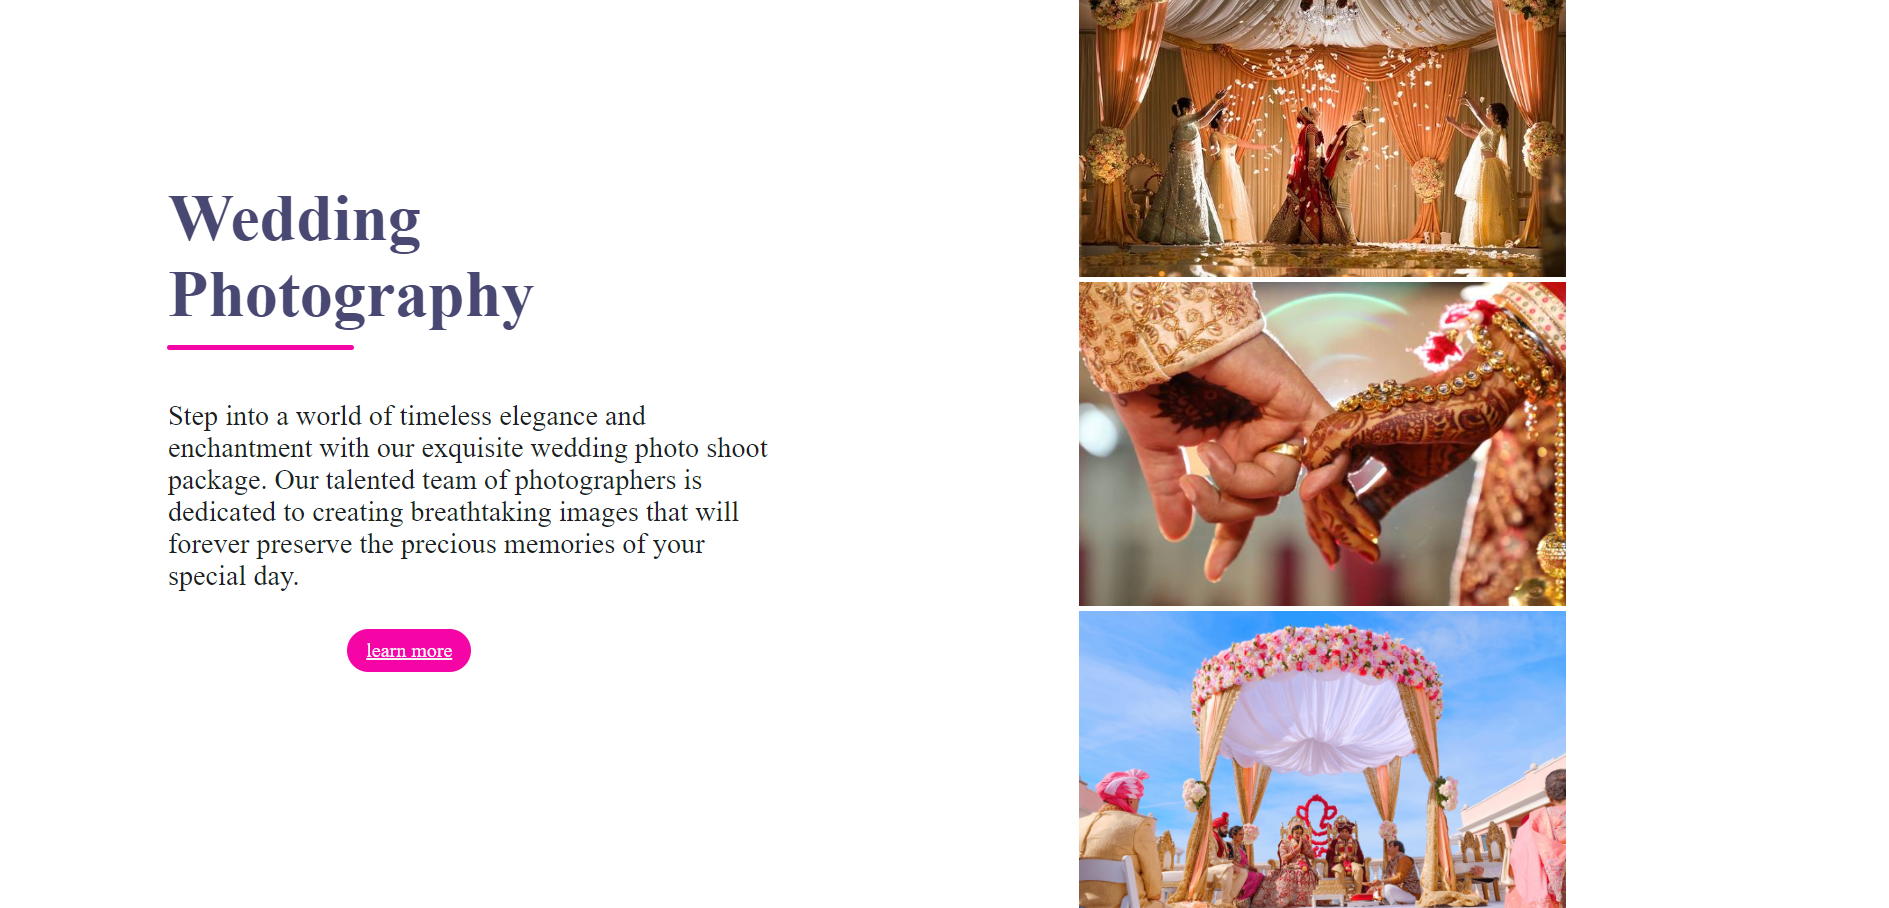 Wedding
Photography
Step into a world of timeless elegance and
enchantment with our exquisite wedding photo shoot
package. Our talented team of photographers is
dedicated to creating breathtaking images that will
forever preserve the precious memories of your
special day.
learn more